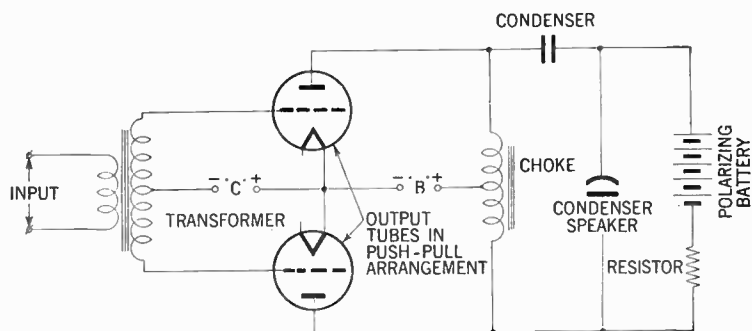 CONDENSER
INPUT
- "C" +
TRANSFORMER
OUTPUT
TUBES IN
PUSH-PULL
ARRANGEMENT
- "B" +
CHOKE
CONDENSER
SPEAKER
POLARIZING
BATTERY
RESISTOR